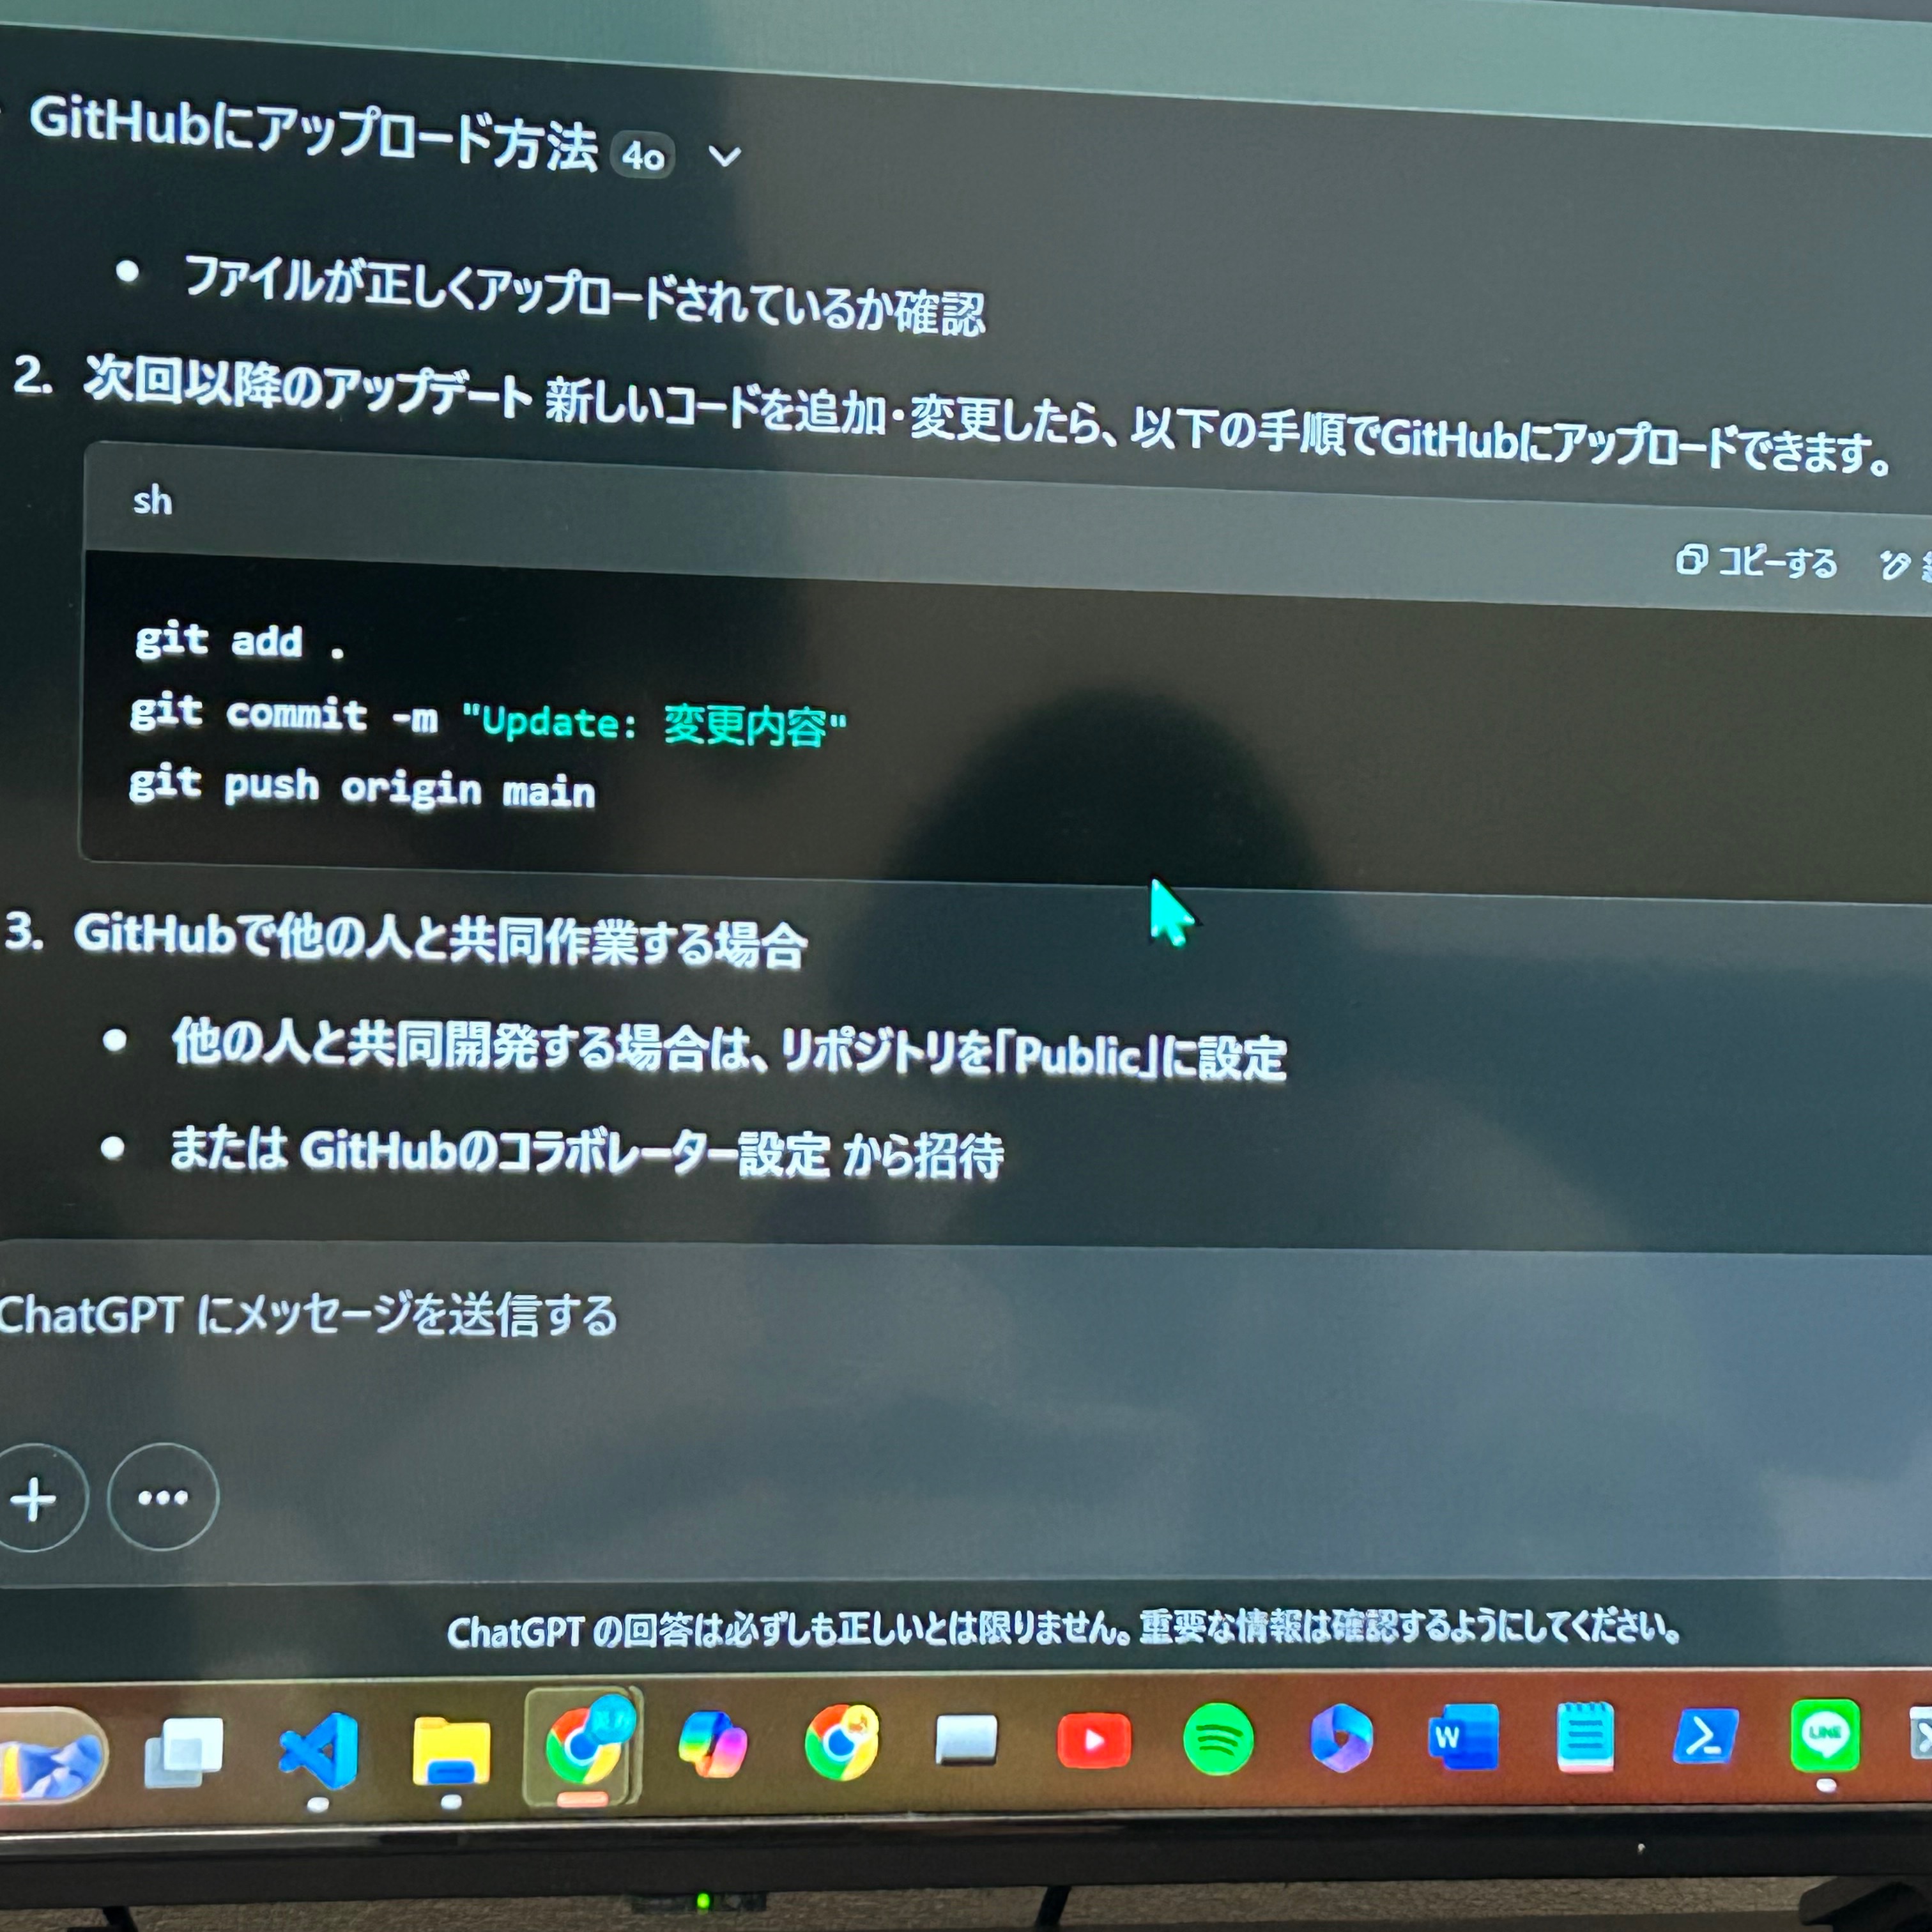 GitHubにアップロード方法 4o
• ファイルが正しくアップロードされているか確認
2. 次回以降のアップデート 新しいコードを追加・変更したら、以下の手順でGitHubにアップロードできます。
sh
コピーする
git add .
git commit -m "Update: 変更内容"
git push origin main
3. GitHubで他の人と共同作業する場合
• 他の人と共同開発する場合は、リポジトリを「Public」に設定
• または GitHubのコラボレーター設定 から招待
ChatGPT にメッセージを送信する
ChatGPT の回答は必ずしも正しいとは限りません。重要な情報は確認するようにしてください。
W
LINE